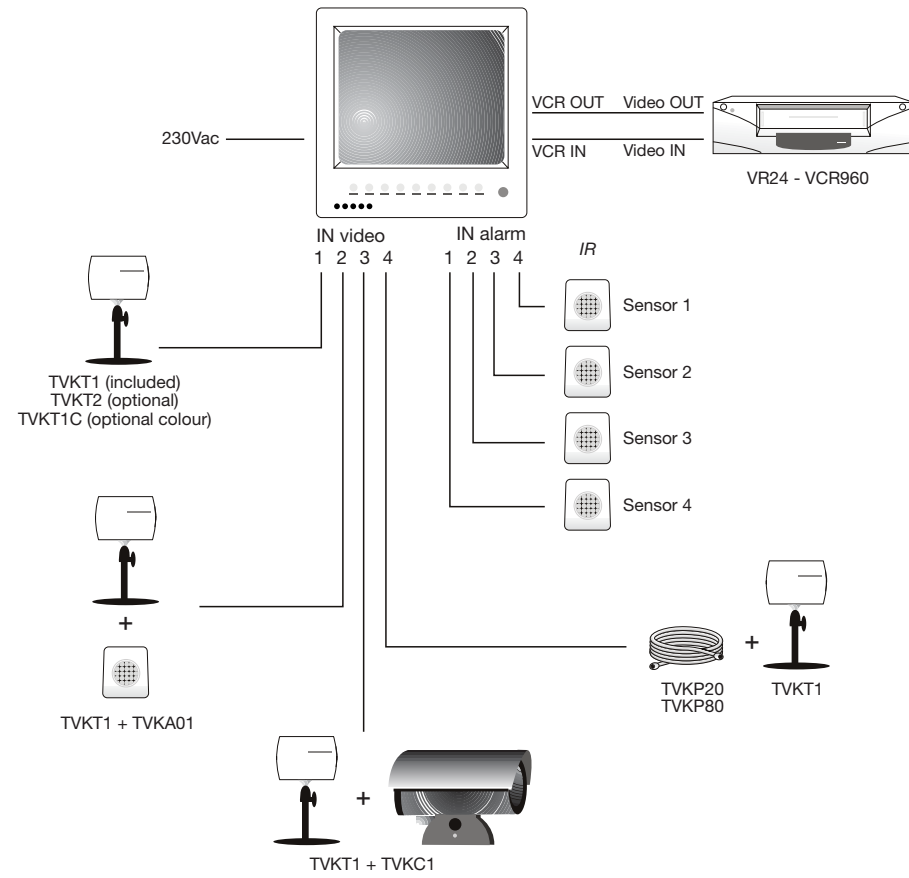 VCR OUT Video OUT
230Vac
VCR IN Video IN
VR24 - VCR960
IN video
1 2 3 4
IN alarm
1 2 3 4
IR
Sensor 1
Sensor 2
Sensor 3
Sensor 4
TVKT1 (included)
TVKT2 (optional)
TVKT1C (optional colour)
+
TVKT1 + TVKA01
+
TVKP20
TVKP80
TVKT1
+
TVKT1 + TVKC1